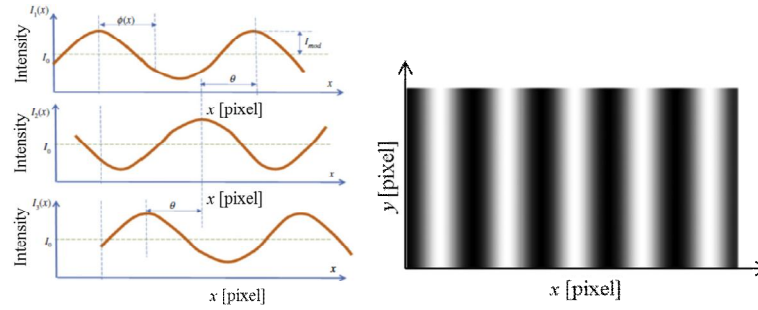 I₁(x)
ϕ(x)
Intensity
I₀
Imod
θ
x
x [pixel]
I₂(x)
Intensity
I₀
x
x [pixel]
I₃(x)
θ
Intensity
I₀
x
x [pixel]
y [pixel]
x [pixel]